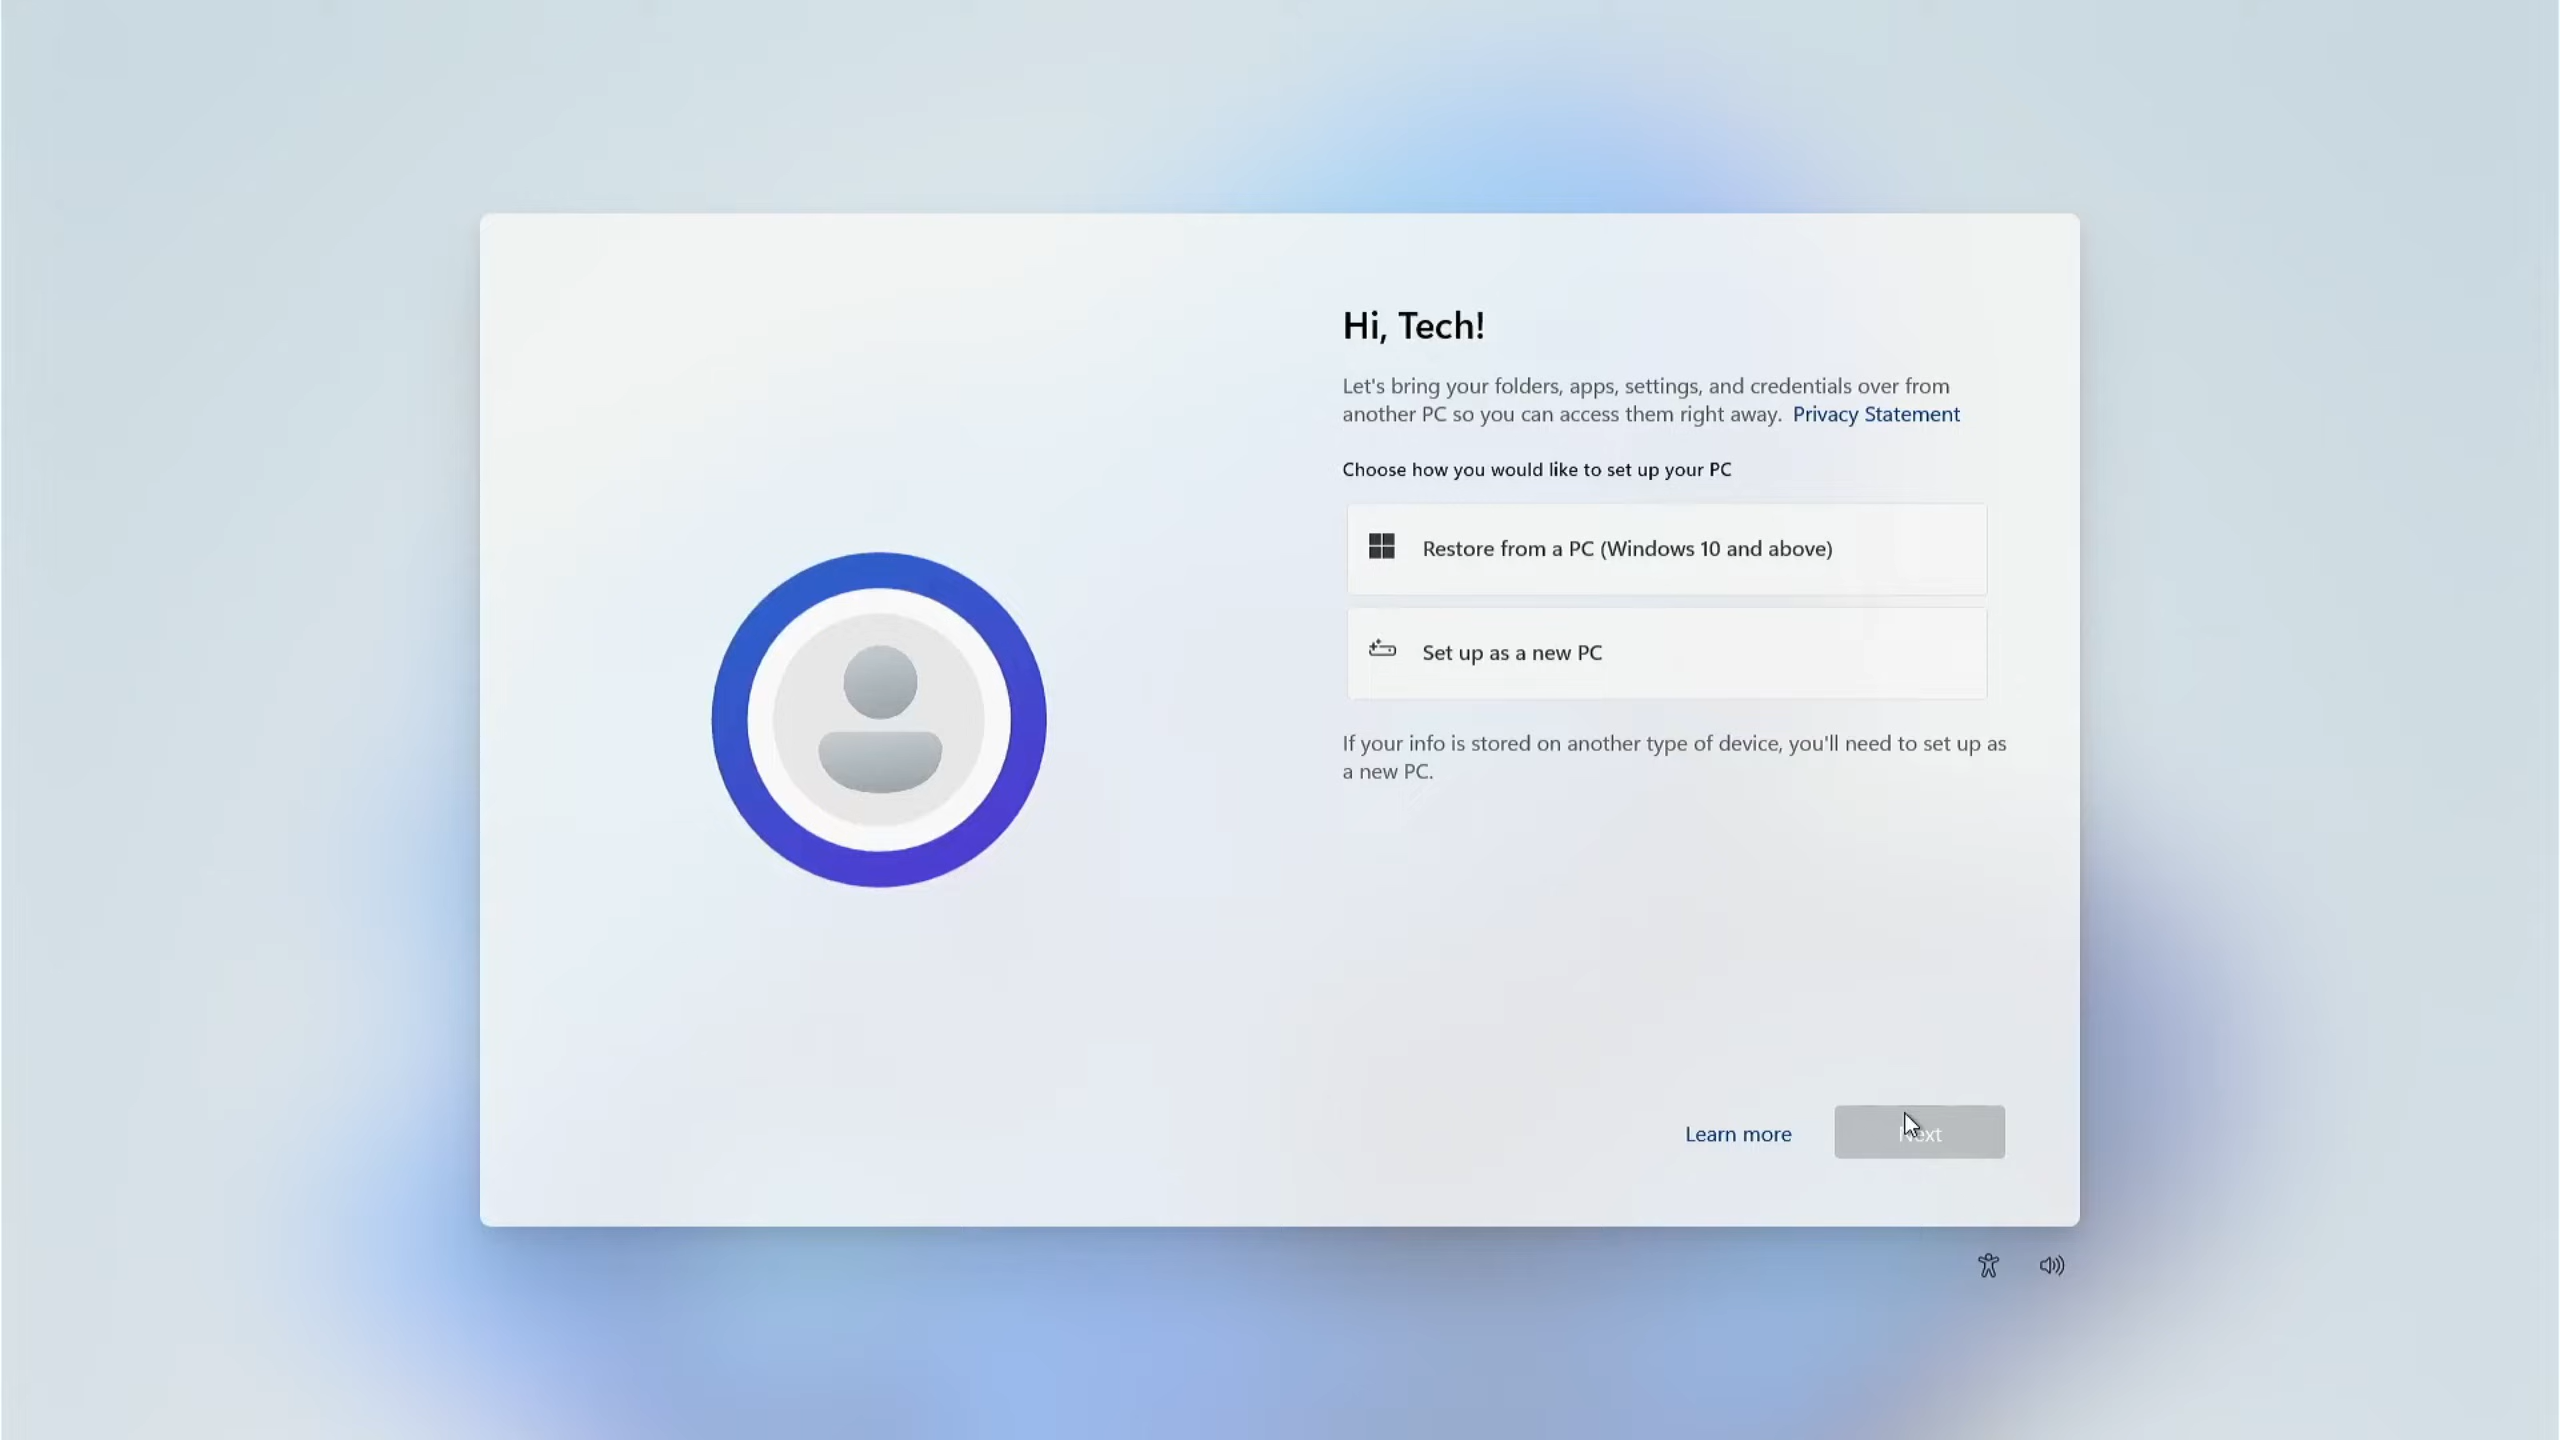 Hi, Tech!
Let's bring your folders, apps, settings, and credentials over from
another PC so you can access them right away. Privacy Statement
Choose how you would like to set up your PC
Restore from a PC (Windows 10 and above)
Set up as a new PC
If your info is stored on another type of device, you'll need to set up as
a new PC.
Learn more
Next